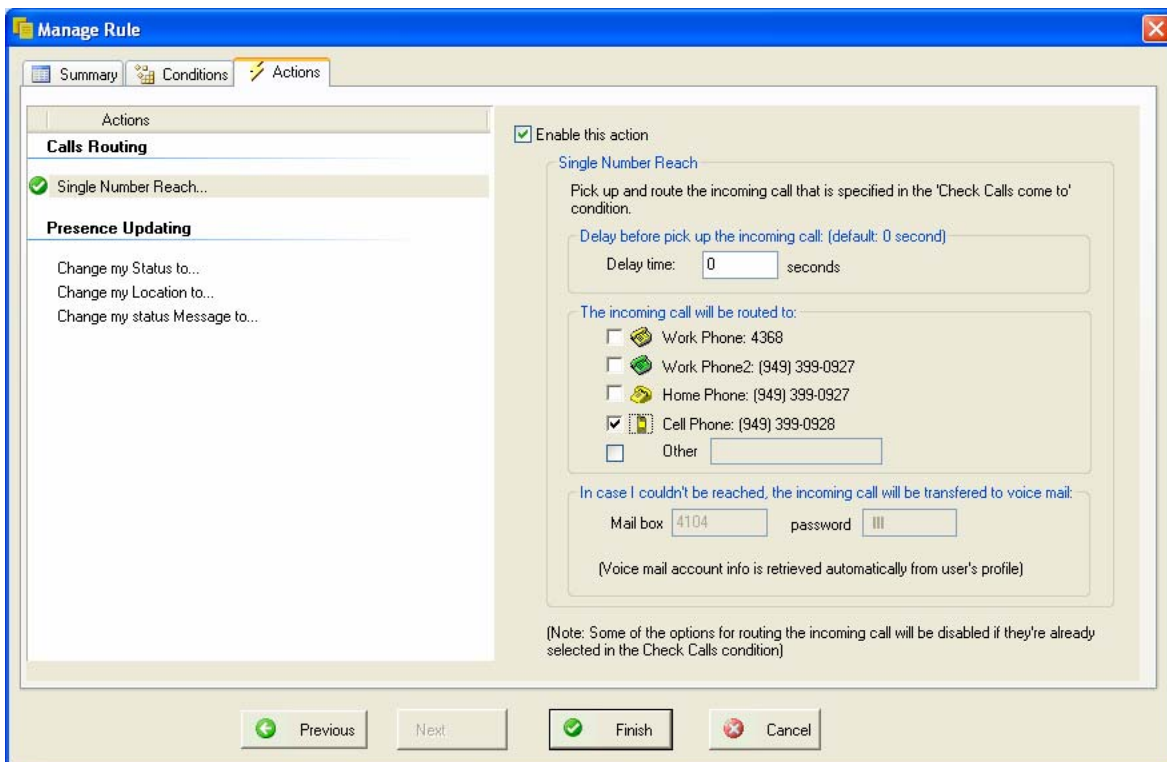 Manage Rule
Summary
Conditions
Actions
Actions
Calls Routing
Single Number Reach...
Presence Updating
Change my Status to...
Change my Location to...
Change my status Message to...
Enable this action
Single Number Reach
Pick up and route the incoming call that is specified in the 'Check Calls come to'
condition.
Delay before pick up the incoming call: (default: 0 second)
Delay time: 0 seconds
The incoming call will be routed to:
Work Phone: 4368
Work Phone2: (949) 399-0927
Home Phone: (949) 399-0927
Cell Phone: (949) 399-0928
Other
In case I couldn't be reached, the incoming call will be transfered to voice mail:
Mail box 4104 password
(Voice mail account info is retrieved automatically from user's profile)
(Note: Some of the options for routing the incoming call will be disabled if they're already
selected in the Check Calls condition)
Previous
Next
Finish
Cancel